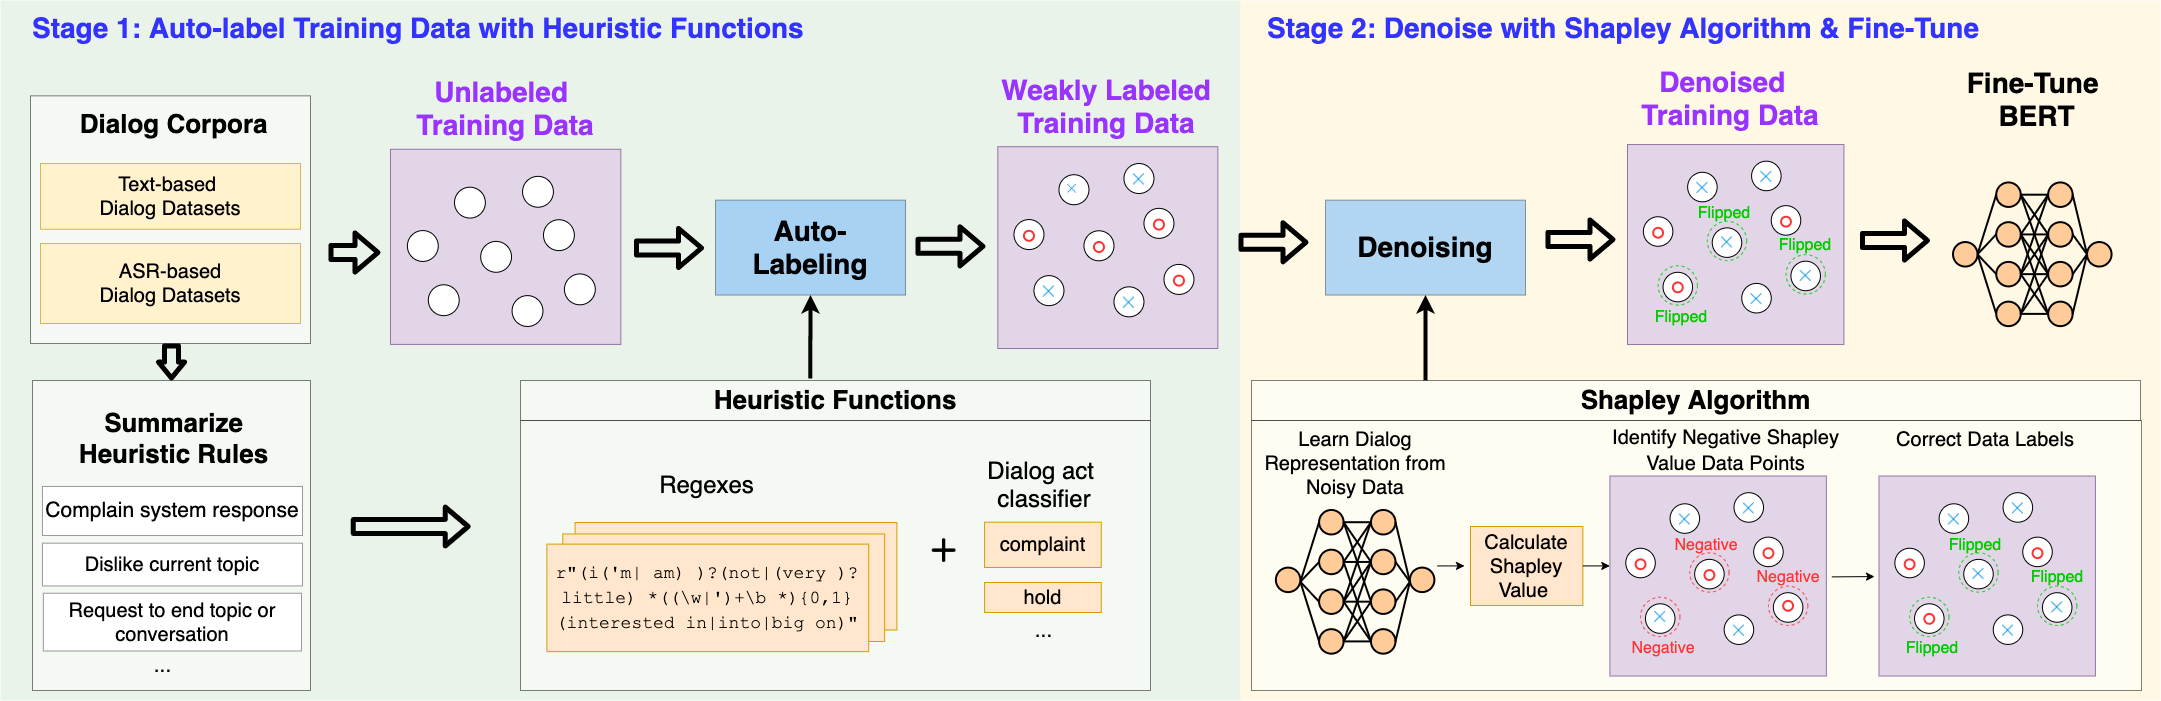 Stage 1: Auto-label Training Data with Heuristic Functions
Dialog Corpora
Text-based
Dialog Datasets
ASR-based
Dialog Datasets
Unlabeled
Training Data
Auto-
Labeling
Weakly Labeled
Training Data
Summarize
Heuristic Rules
Complain system response
Dislike current topic
Request to end topic or
conversation
...
Heuristic Functions
Regexes
r"(i('m| am) )?(not|(very )?
little) *((\w|')+\b *){0,1}
(interested in|into|big on)"
+
Dialog act
classifier
complaint
hold
...
Stage 2: Denoise with Shapley Algorithm & Fine-Tune
Denoising
Denoised
Training Data
Flipped
Flipped
Flipped
Fine-Tune
BERT
Shapley Algorithm
Learn Dialog
Representation from
Noisy Data
Calculate
Shapley
Value
Identify Negative Shapley
Value Data Points
Negative
Negative
Negative
Correct Data Labels
Flipped
Flipped
Flipped